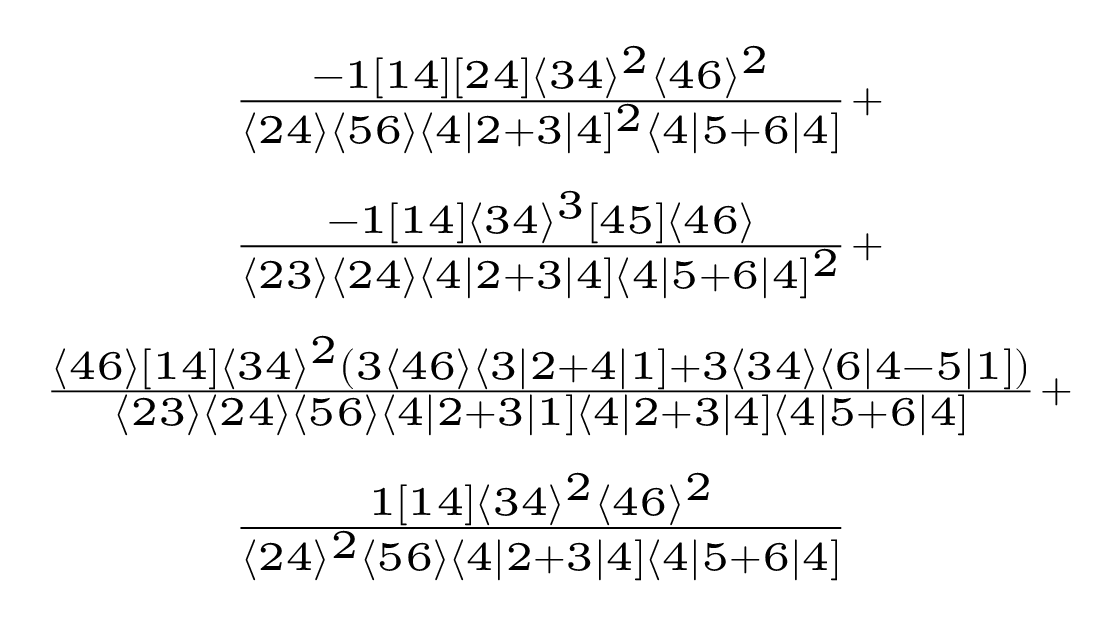 \frac{-1[14][24]⟨34⟩^2⟨46⟩^2}{⟨24⟩⟨56⟩⟨4|2+3|4]^2⟨4|5+6|4]}+
\frac{-1[14]⟨34⟩^3[45]⟨46⟩}{⟨23⟩⟨24⟩⟨4|2+3|4]⟨4|5+6|4]^2}+
\frac{⟨46⟩[14]⟨34⟩^2(3⟨46⟩⟨3|2+4|1]+3⟨34⟩⟨6|4−5|1])}{⟨23⟩⟨24⟩⟨56⟩⟨4|2+3|1]⟨4|2+3|4]⟨4|5+6|4]}+
\frac{1[14]⟨34⟩^2⟨46⟩^2}{⟨24⟩^2⟨56⟩⟨4|2+3|4]⟨4|5+6|4]}